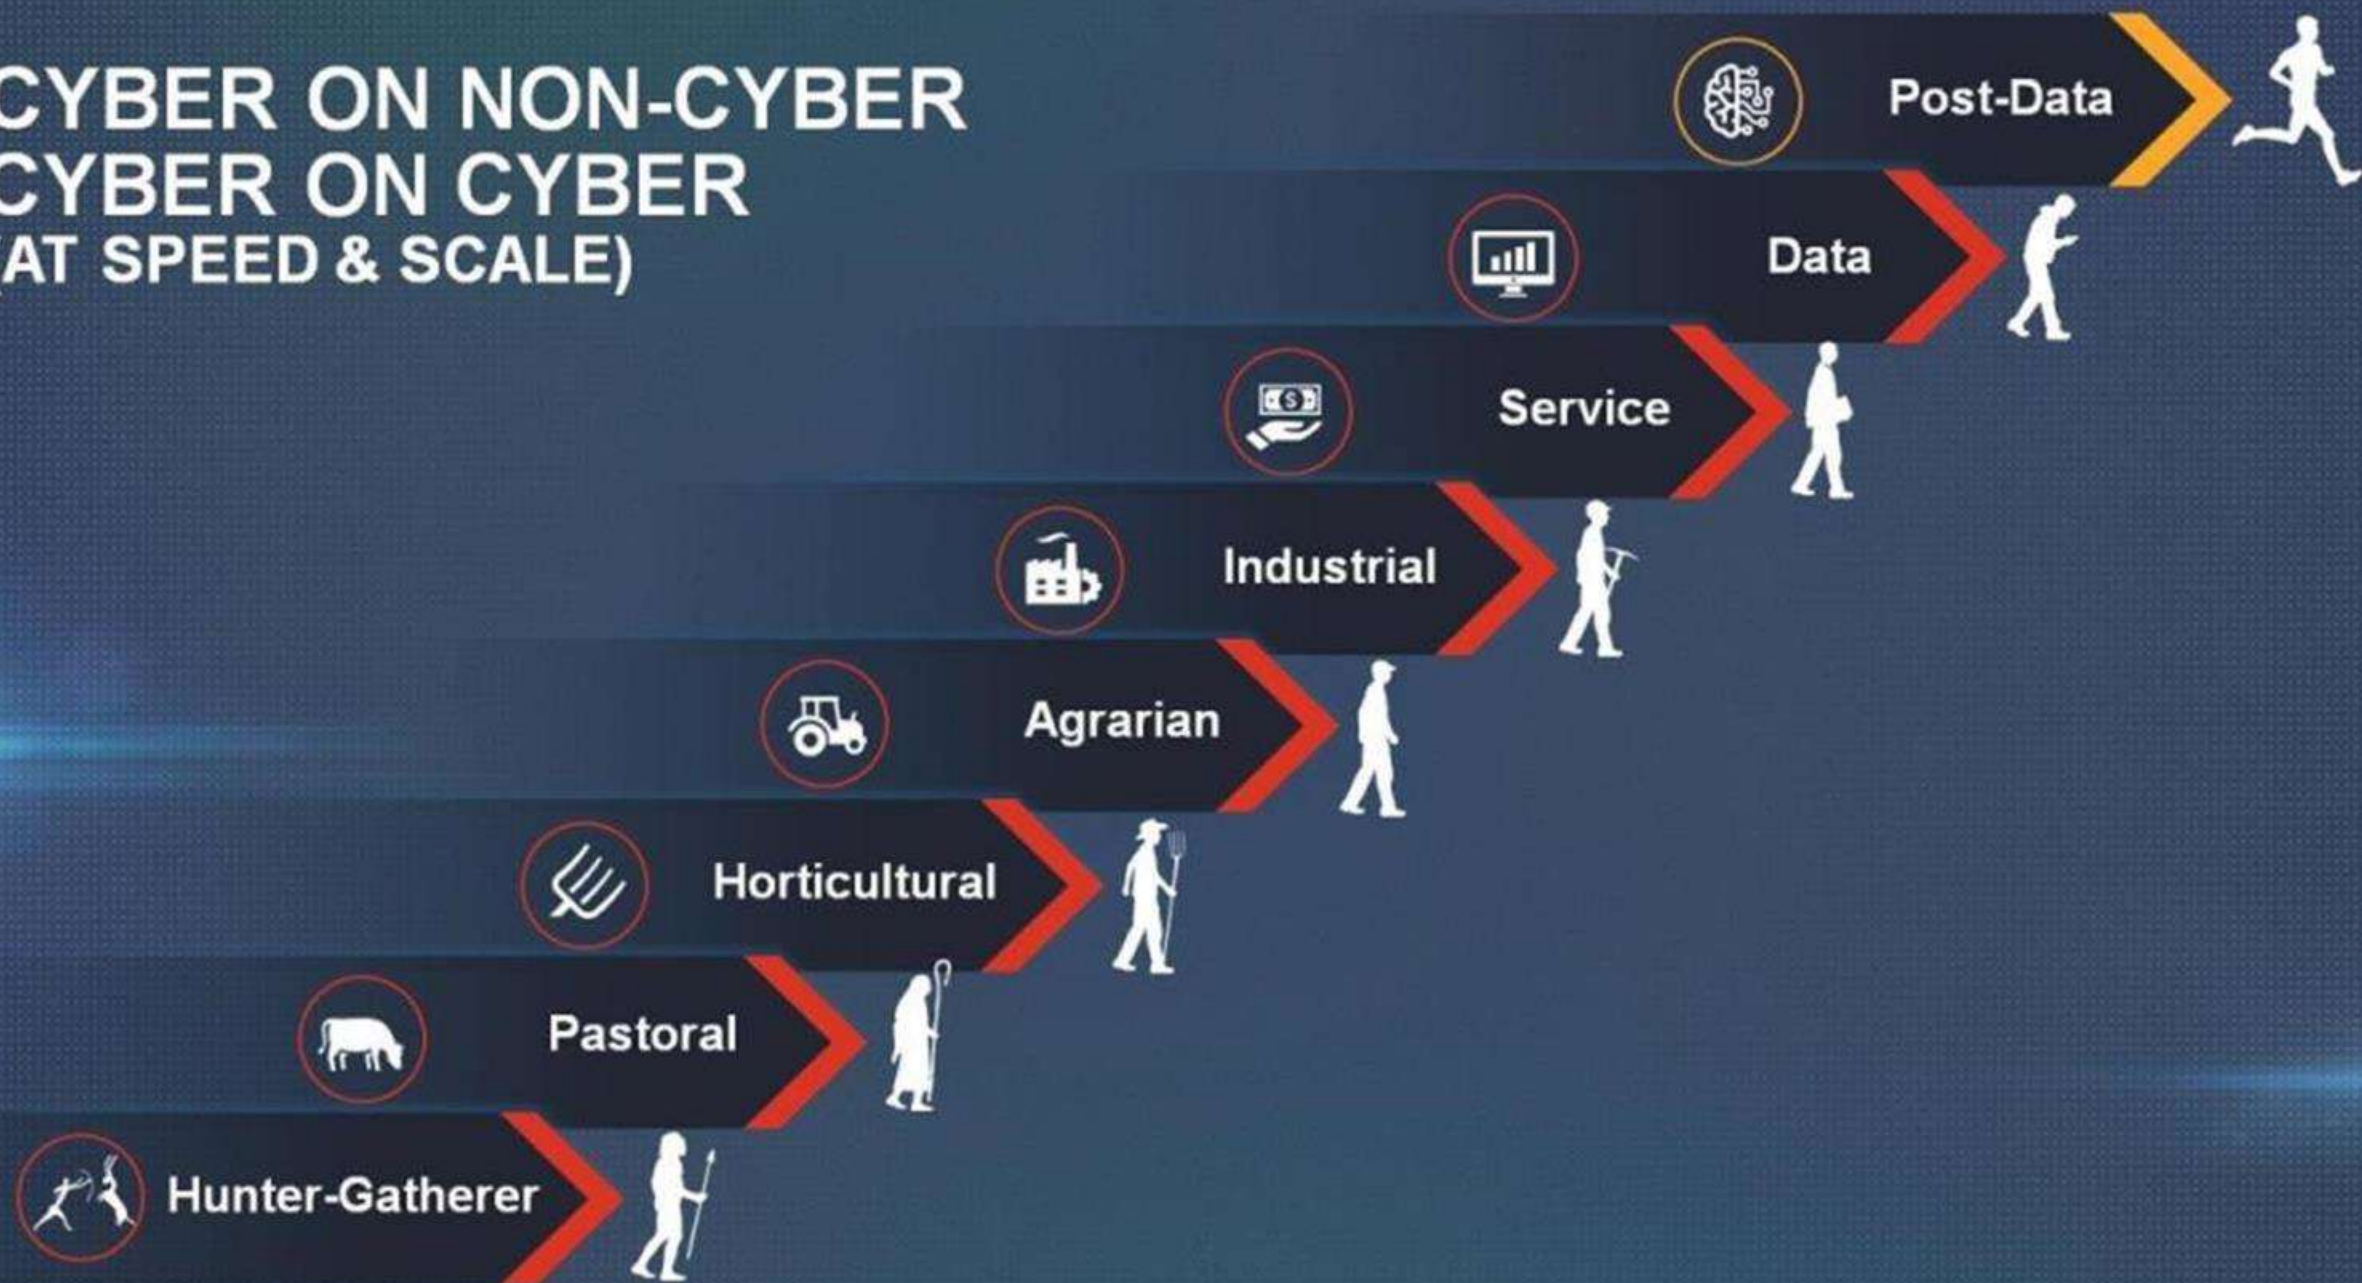 CYBER ON NON-CYBER
CYBER ON CYBER
(AT SPEED & SCALE)
Post-Data
Data
Service
Industrial
Agrarian
Horticultural
Pastoral
Hunter-Gatherer